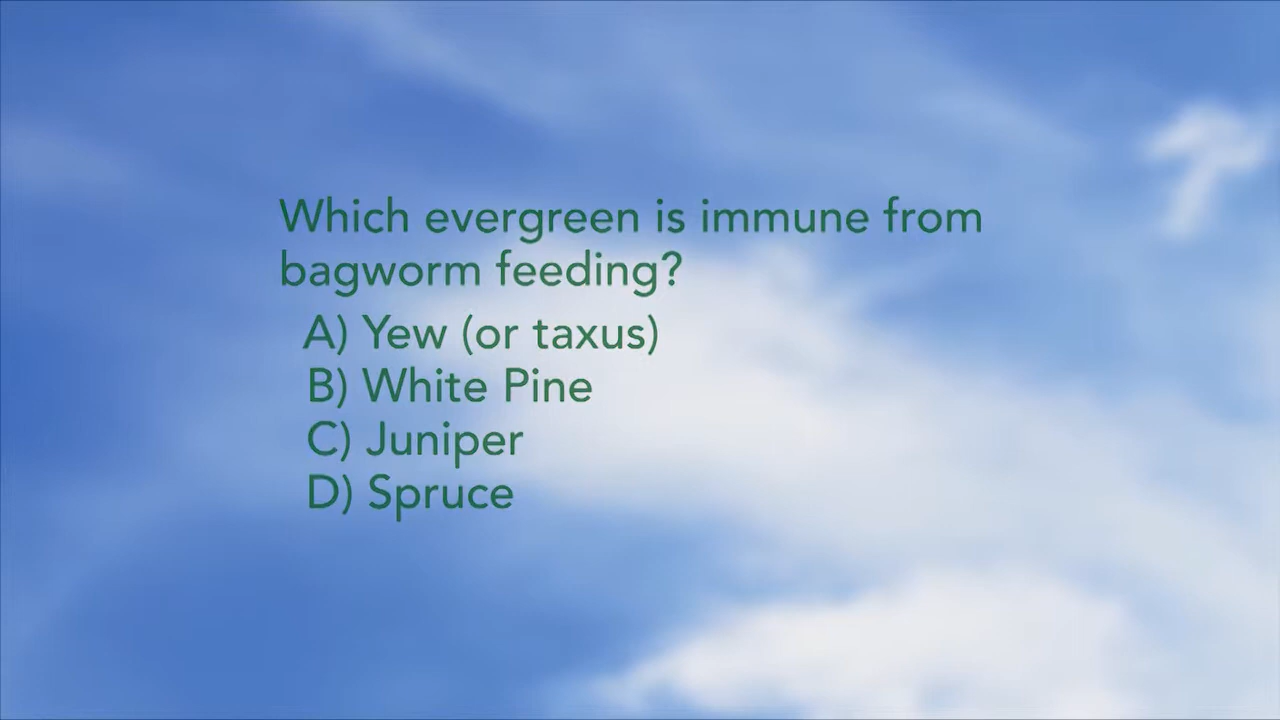 Which evergreen is immune from
bagworm feeding?
A) Yew (or taxus)
B) White Pine
C) Juniper
D) Spruce